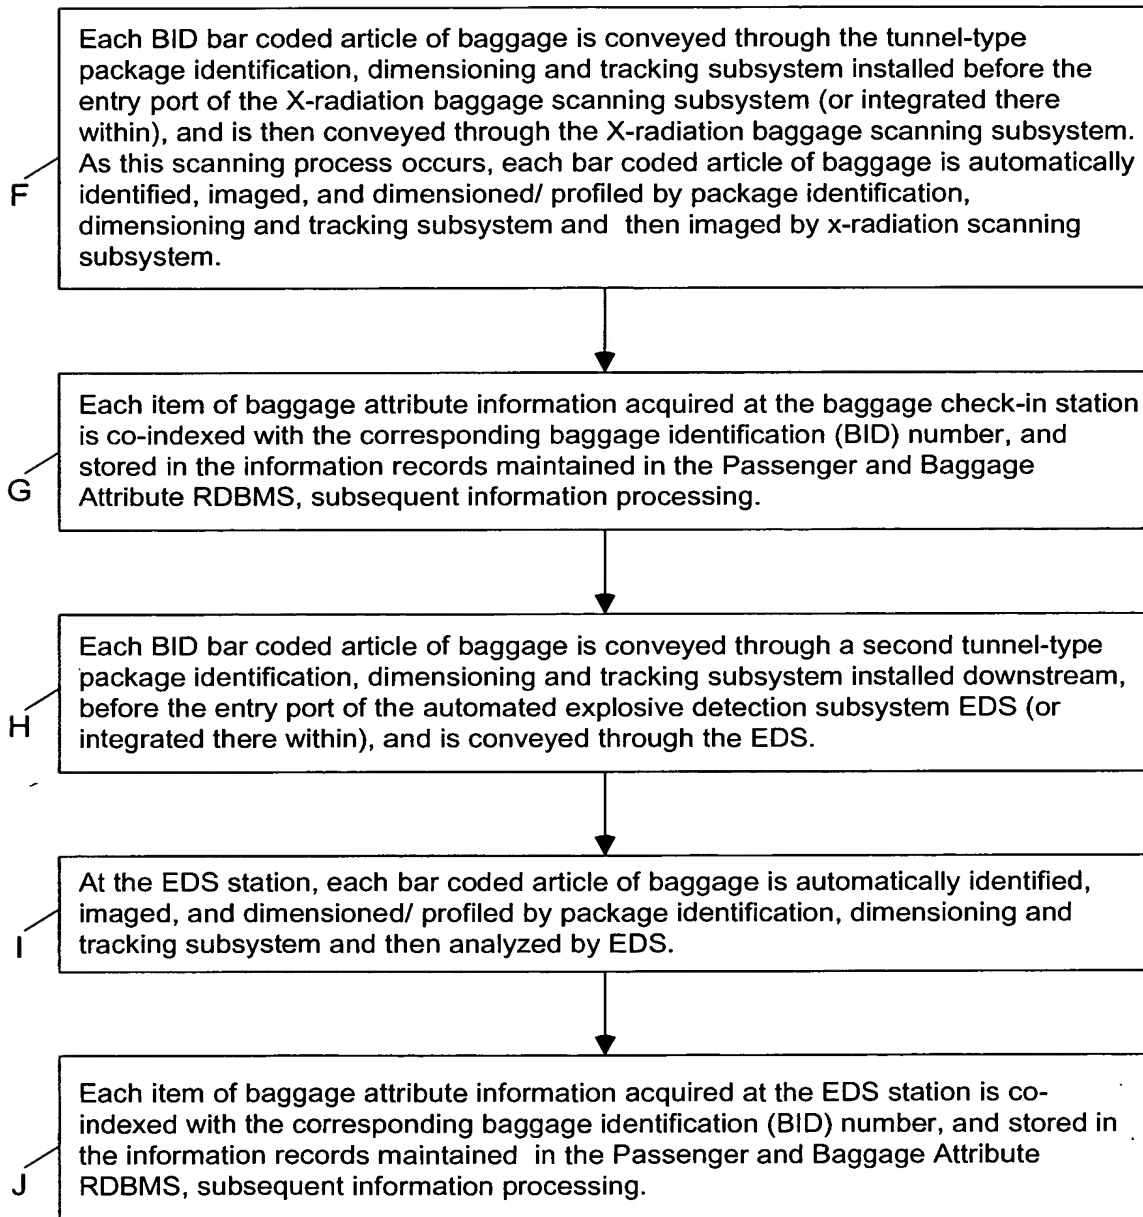 Each BID bar coded article of baggage is conveyed through the tunnel-type
package identification, dimensioning and tracking subsystem installed before the
entry port of the X-radiation baggage scanning subsystem (or integrated there
within), and is then conveyed through the X-radiation baggage scanning subsystem.
As this scanning process occurs, each bar coded article of baggage is automatically
identified, imaged, and dimensioned/ profiled by package identification,
dimensioning and tracking subsystem and then imaged by x-radiation scanning
subsystem.
F
Each item of baggage attribute information acquired at the baggage check-in station
is co-indexed with the corresponding baggage identification (BID) number, and
stored in the information records maintained in the Passenger and Baggage
Attribute RDBMS, subsequent information processing.
G
Each BID bar coded article of baggage is conveyed through a second tunnel-type
package identification, dimensioning and tracking subsystem installed downstream,
before the entry port of the automated explosive detection subsystem EDS (or
integrated there within), and is conveyed through the EDS.
H
At the EDS station, each bar coded article of baggage is automatically identified,
imaged, and dimensioned/ profiled by package identification, dimensioning and
tracking subsystem and then analyzed by EDS.
I
Each item of baggage attribute information acquired at the EDS station is co-
indexed with the corresponding baggage identification (BID) number, and stored in
the information records maintained in the Passenger and Baggage Attribute
RDBMS, subsequent information processing.
J